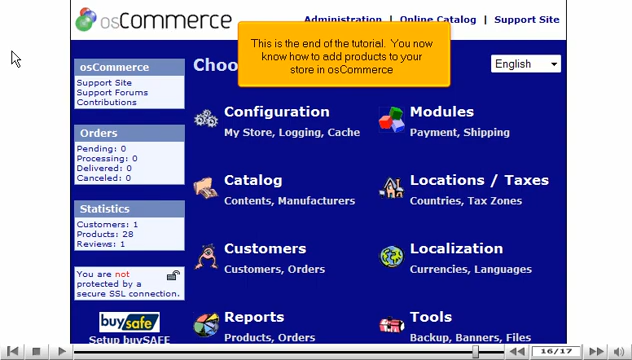 osCommerce
Administration | Online Catalog | Support Site
This is the end of the tutorial. You now
know how to add products to your
store in osCommerce
Choo
English
osCommerce
Support Site
Support Forums
Contributions
Orders
Pending: 0
Processing: 0
Delivered: 0
Canceled: 0
Statistics
Customers: 1
Products: 28
Reviews: 1
You are not
protected by a
secure SSL connection.
buysafe
Setup buySAFE
Configuration
My Store, Logging, Cache
Modules
Payment, Shipping
Catalog
Contents, Manufacturers
Locations / Taxes
Countries, Tax Zones
Customers
Customers, Orders
Localization
Currencies, Languages
Reports
Products, Orders
Tools
Backup, Banners, Files
16/17